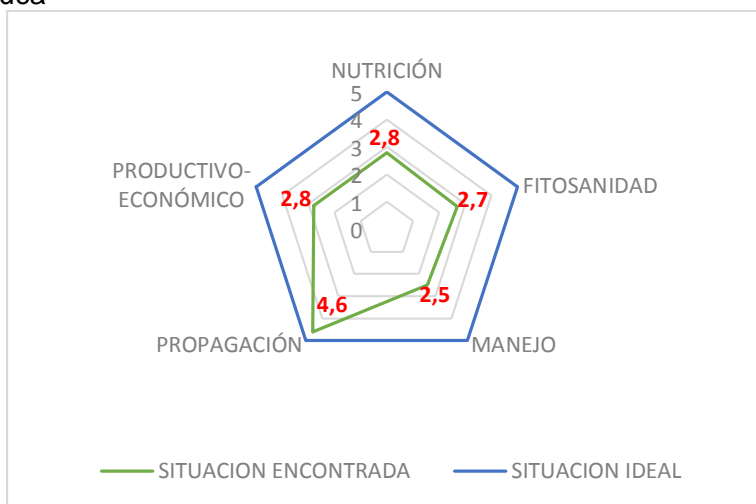 NUTRICIÓN
5
4
3
2
1
0
2,8
FITOSANIDAD
2,7
MANEJO
2,5
PROPAGACIÓN
4,6
PRODUCTIVO-
ECONÓMICO
2,8
SITUACION ENCONTRADA
SITUACION IDEAL